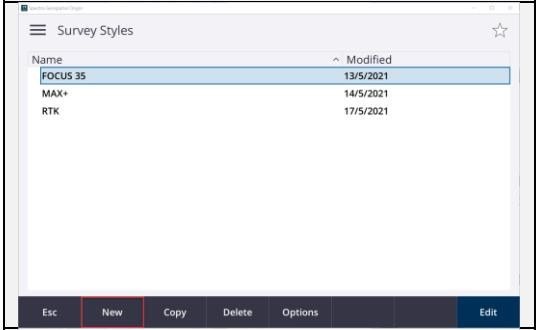 Spectra Geospatial Origin
Survey Styles
Name Modified
FOCUS 35 13/5/2021
MAX+ 14/5/2021
RTK 17/5/2021
Esc New Copy Delete Options Edit